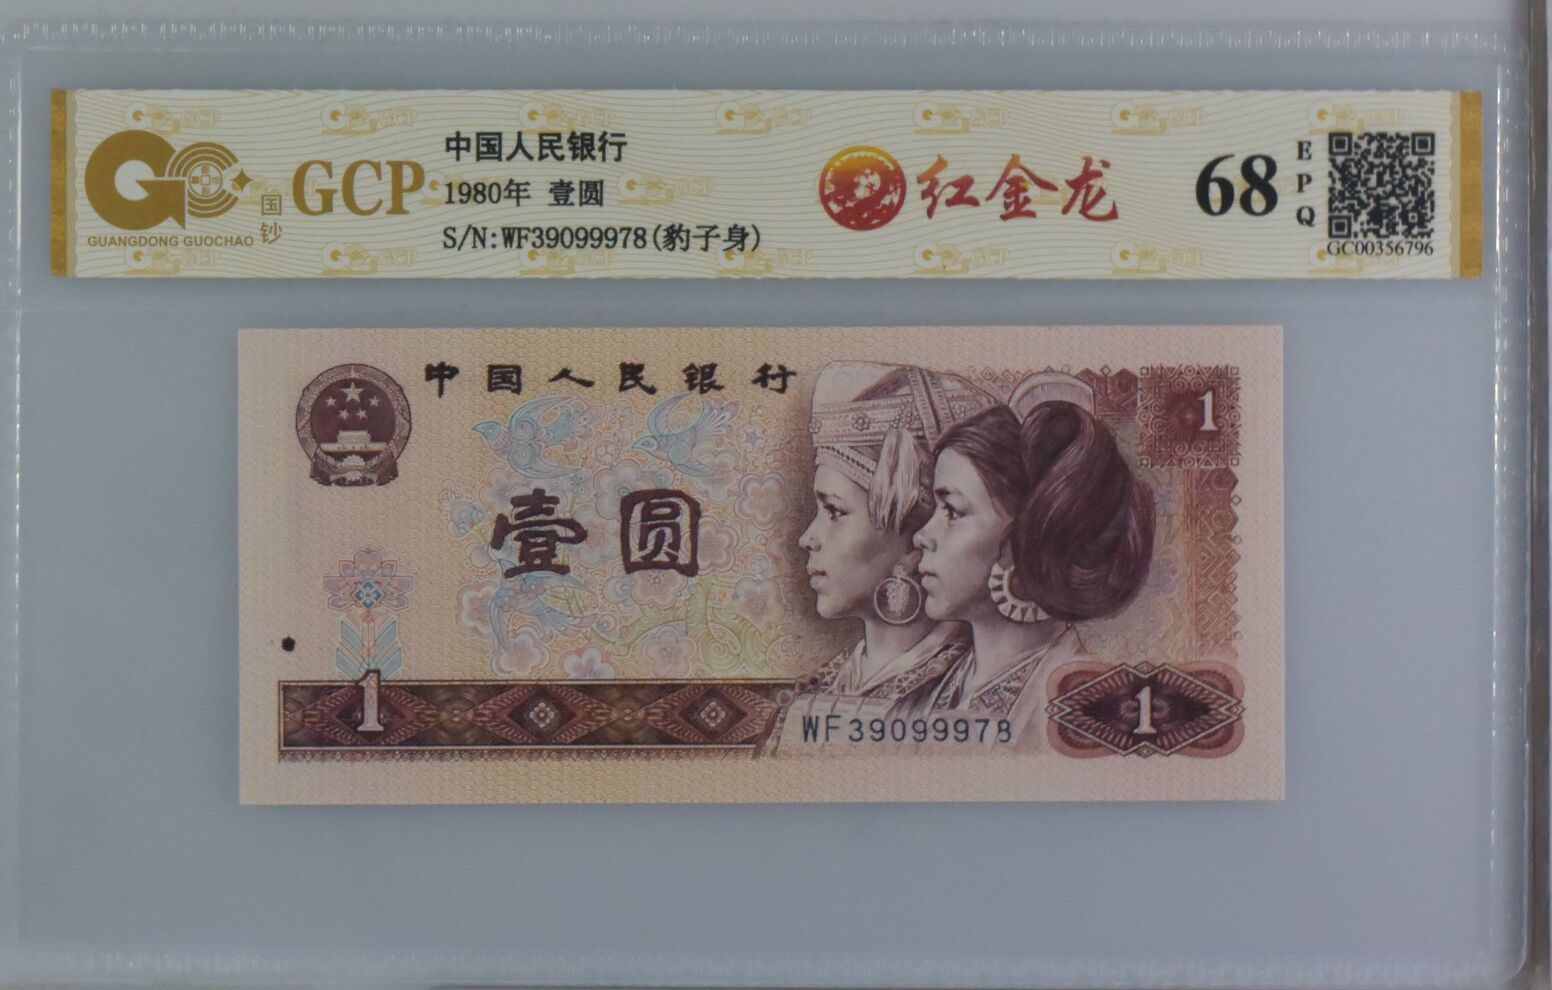 GCP
国钞
GUANGDONG GUOCHAO
中国人民银行
1980年 壹圆
S/N:WF39099978(豹子身)
红金龙
68
EPQ
GC00356796
中国人民银行
1
壹圆
1
WF39099978
1